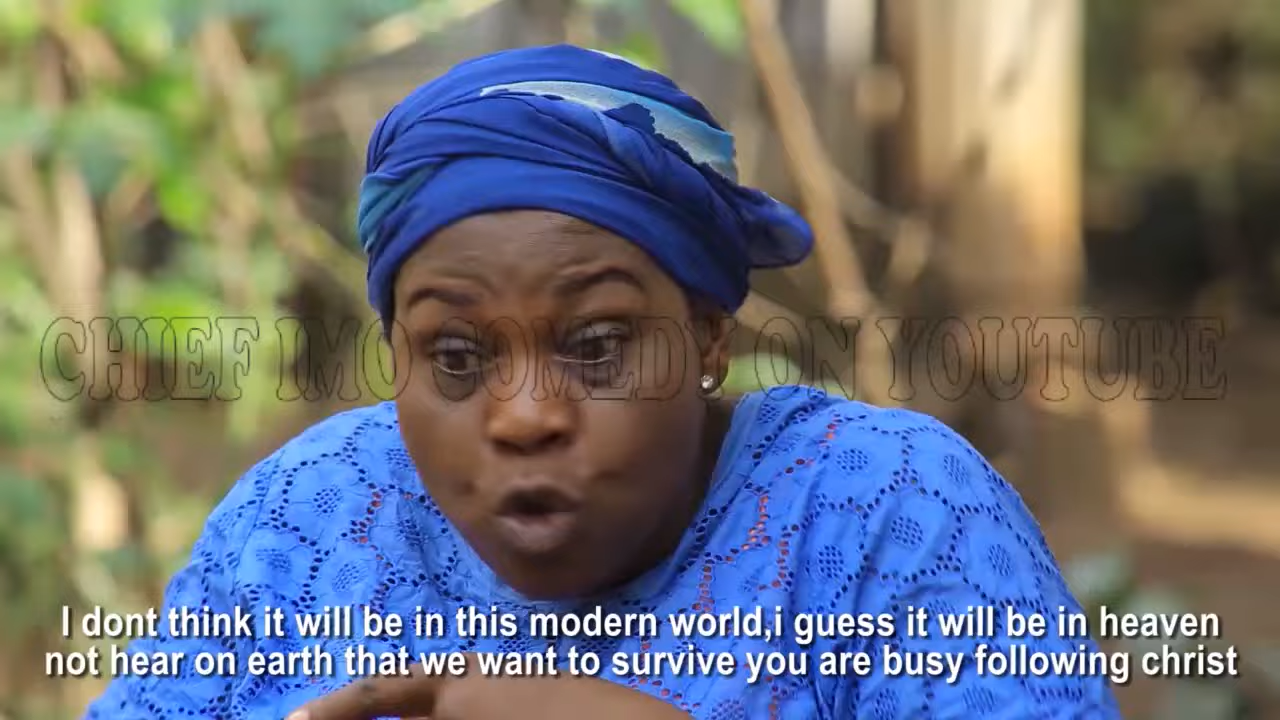 CHIEF IMO COMEDY ON YOUTUBE
I dont think it will be in this modern world,i guess it will be in heaven
not hear on earth that we want to survive you are busy following christ